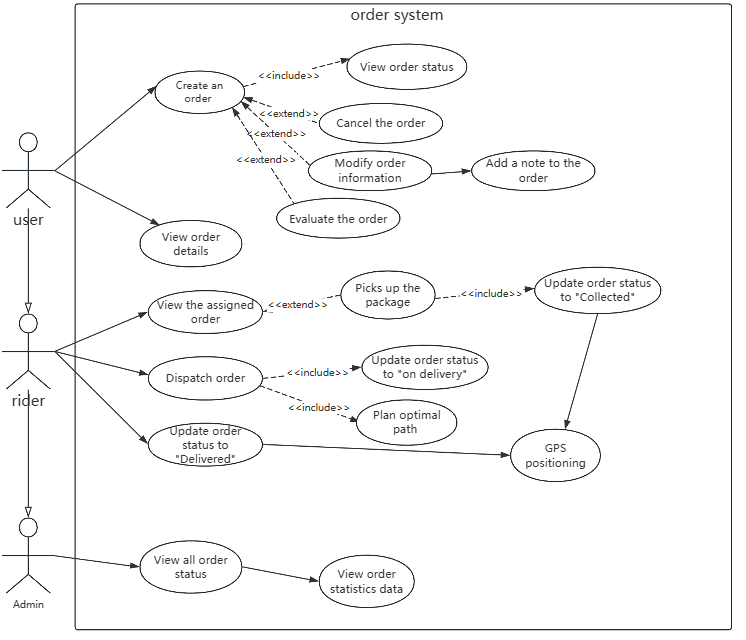 order system
View order status
<<include>>
Create an
order
<<extend>>
Cancel the order
<<extend>>
<<extend>>
Modify order
information
Add a note to the
order
Evaluate the order
user
View order
details
View the assigned
order
<<extend>>
Picks up the
package
<<include>>
Update order status
to "Collected"
rider
Dispatch order
<<include>>
Update order status
to "on delivery"
<<include>>
Plan optimal
path
Update order
status to
"Delivered"
GPS
positioning
Admin
View all order
status
View order
statistics data